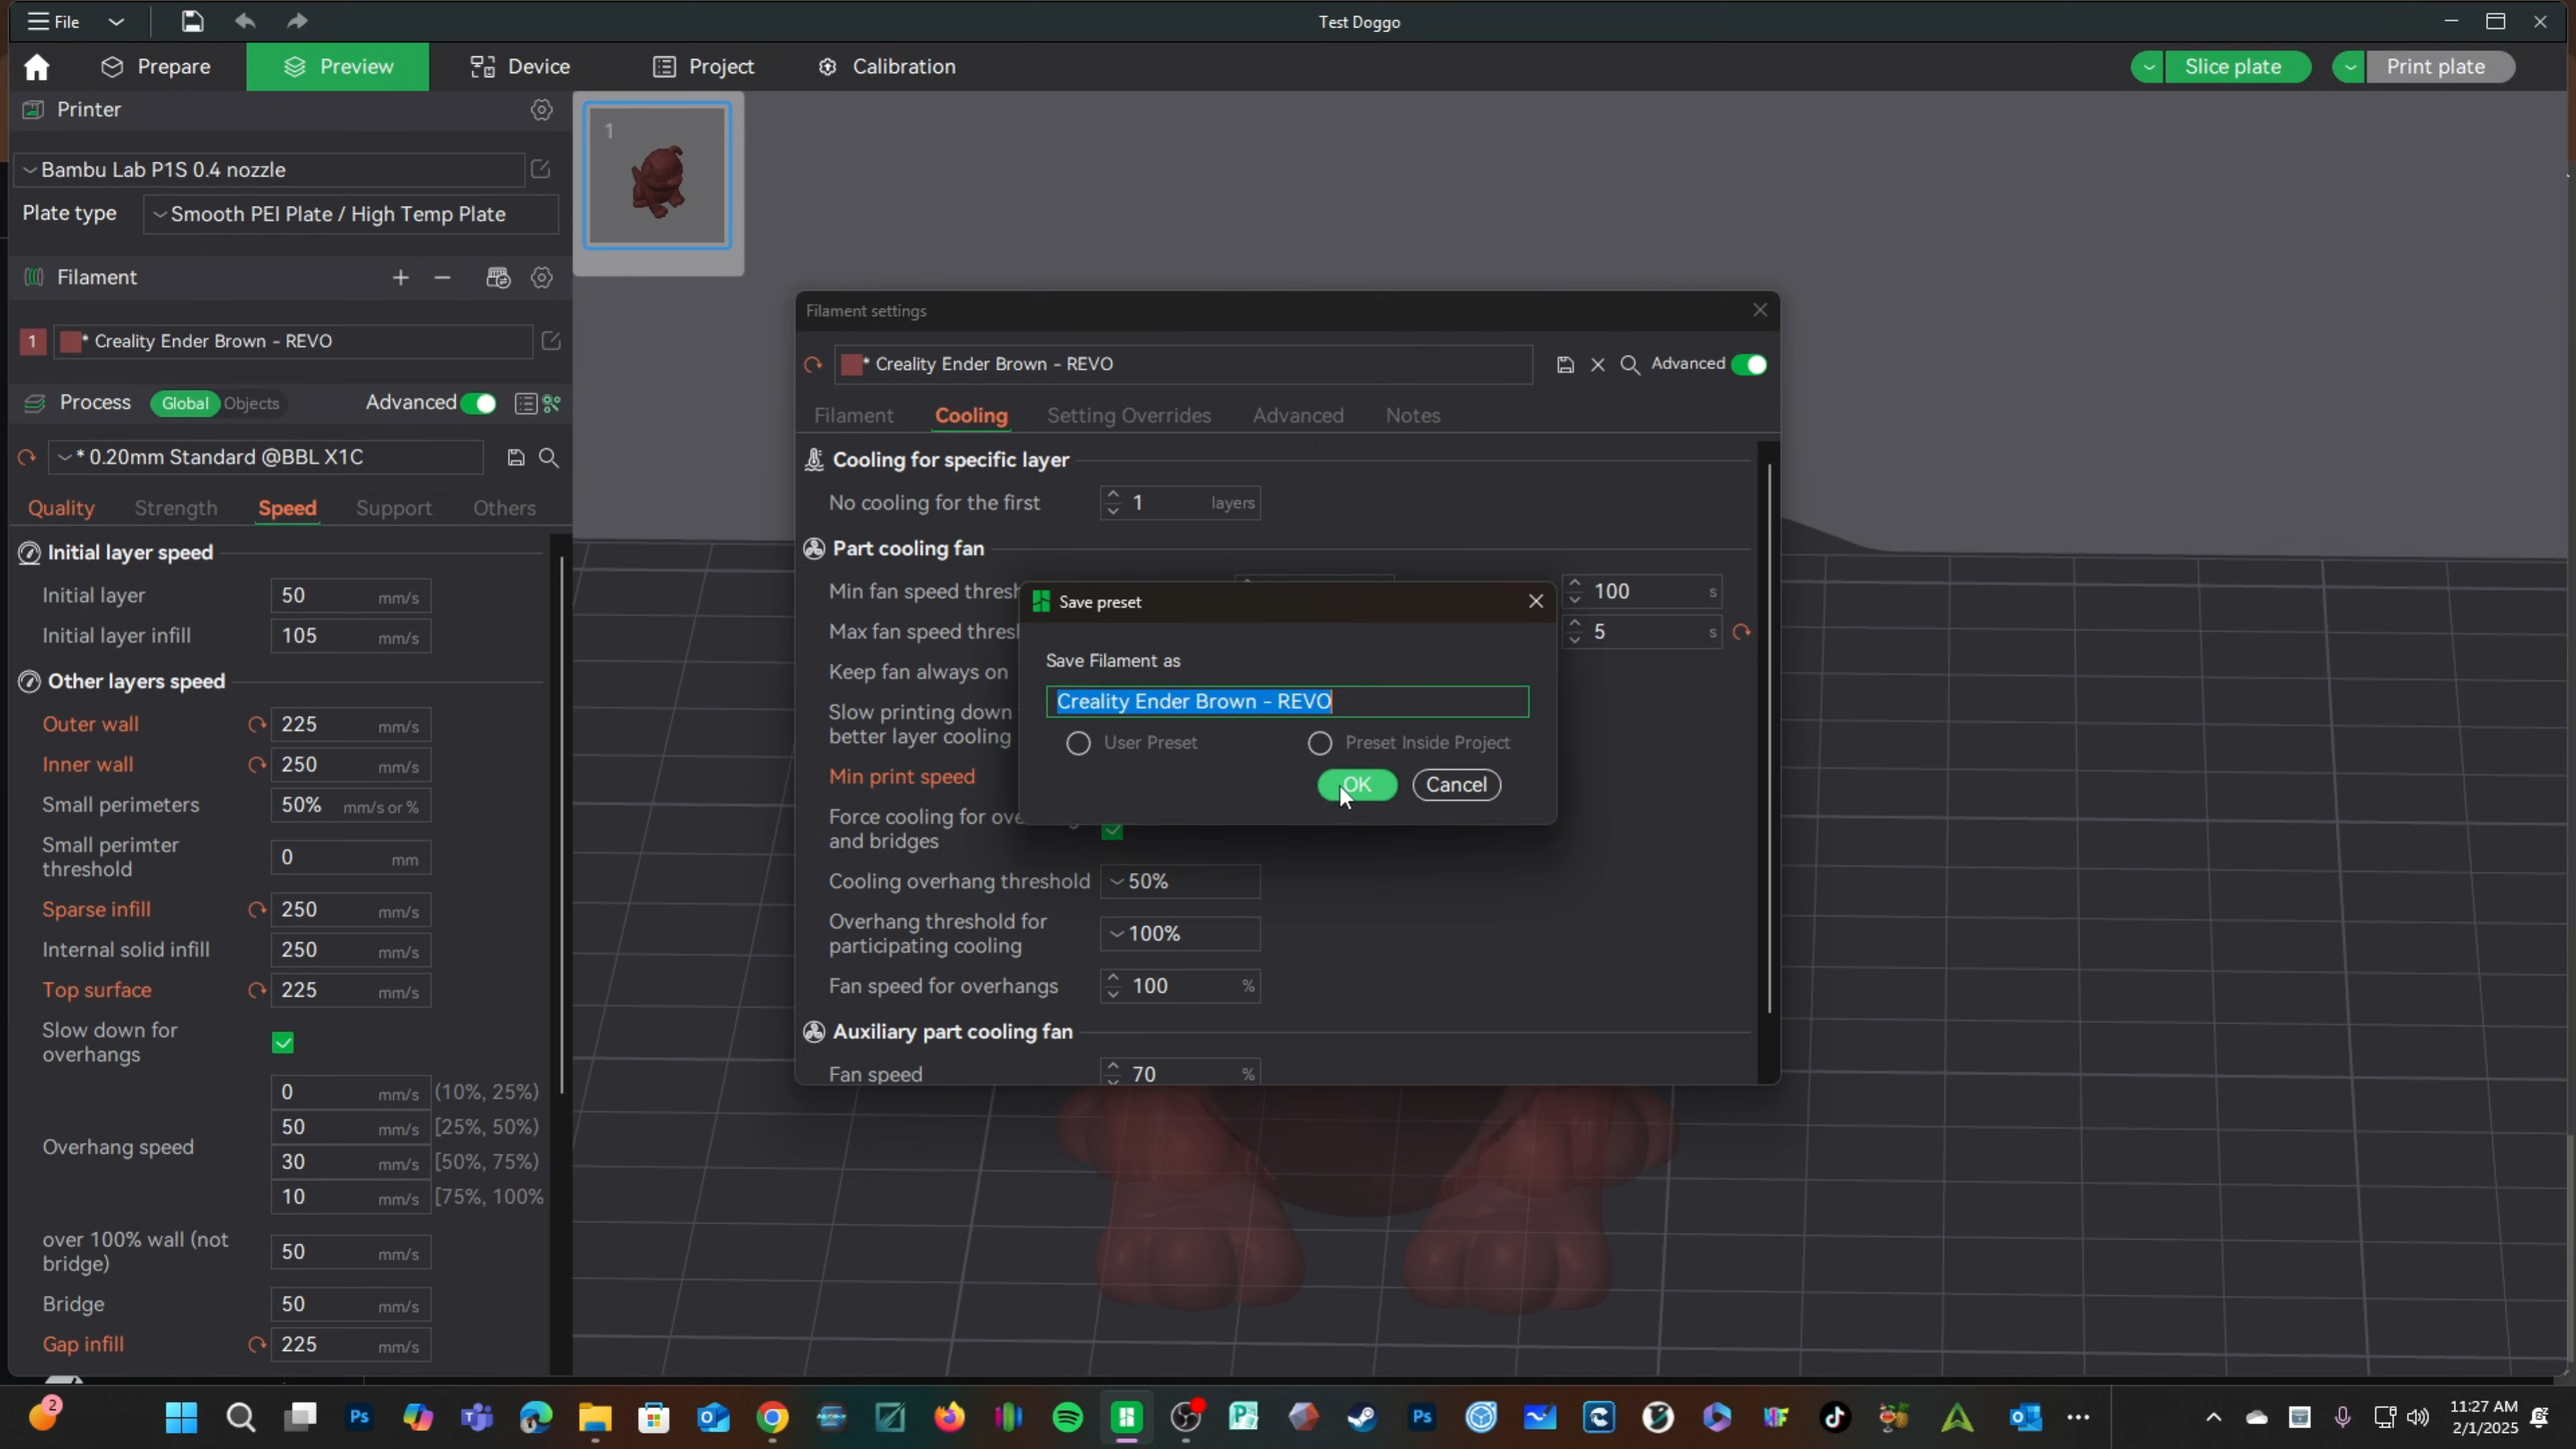 File
Test Doggo
Prepare
Preview
Device
Project
Calibration
Slice plate
Print plate
Printer
Bambu Lab P1S 0.4 nozzle
Plate type
Smooth PEI Plate / High Temp Plate
Filament
1
* Creality Ender Brown - REVO
Process
Global
Objects
Advanced
* 0.20mm Standard @BBL X1C
Quality
Strength
Speed
Support
Others
Initial layer speed
Initial layer 50 mm/s
Initial layer infill 105 mm/s
Other layers speed
Outer wall 225 mm/s
Inner wall 250 mm/s
Small perimeters 50% mm/s or %
Small perimter
threshold
0 mm
Sparse infill 250 mm/s
Internal solid infill 250 mm/s
Top surface 225 mm/s
Slow down for
overhangs
0 mm/s (10%, 25%)
50 mm/s [25%, 50%)
Overhang speed
30 mm/s [50%, 75%)
10 mm/s [75%, 100%
over 100% wall (not
bridge)
50 mm/s
Bridge 50 mm/s
Gap infill 225 mm/s
1
Filament settings
* Creality Ender Brown - REVO
Advanced
Filament
Cooling
Setting Overrides
Advanced
Notes
Cooling for specific layer
No cooling for the first 1 layers
Part cooling fan
Min fan speed thresh
100 s
Max fan speed thresh
5 s
Keep fan always on
Slow printing down
better layer cooling
Min print speed
Force cooling for ove
and bridges
Cooling overhang threshold 50%
Overhang threshold for
participating cooling
100%
Fan speed for overhangs 100 %
Auxiliary part cooling fan
Fan speed 70 %
Save preset
Save Filament as
Creality Ender Brown - REVO
User Preset
Preset Inside Project
OK
Cancel
2
Ps
Ps
11:27 AM
2/1/2025